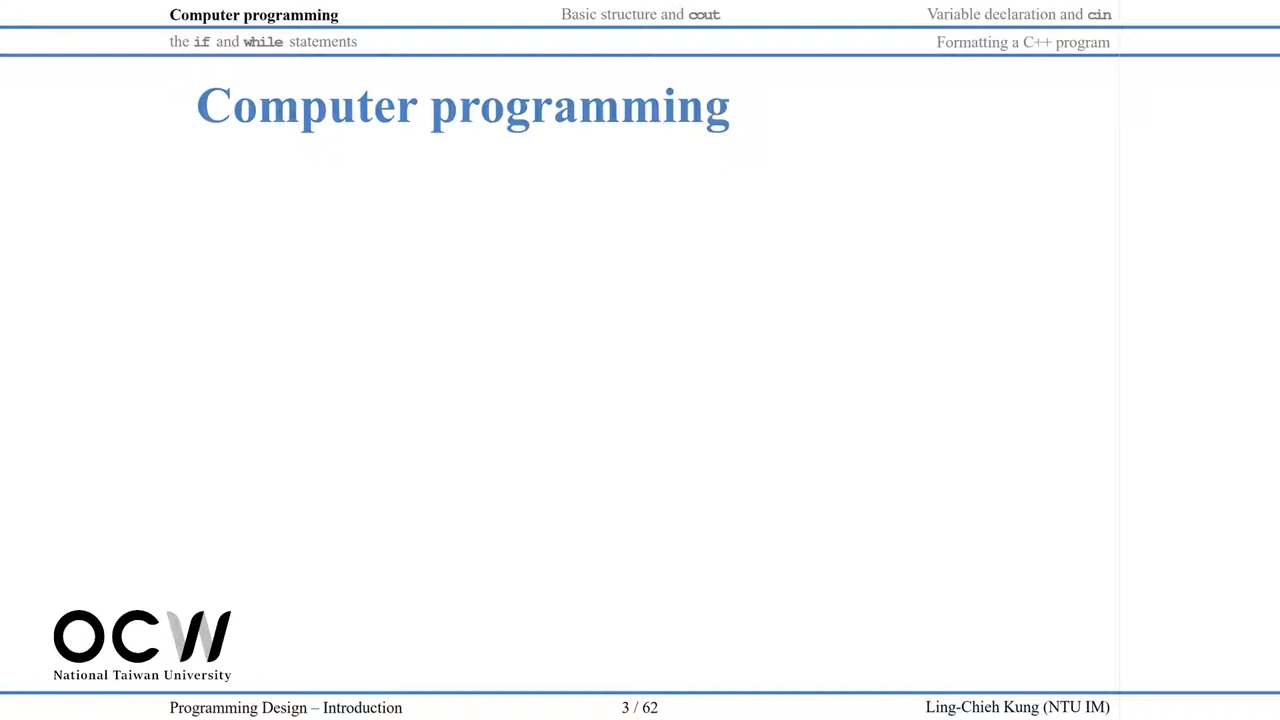 Computer programming Basic structure and cout Variable declaration and cin
the if and while statements Formatting a C++ program
Computer programming
OCW
National Taiwan University
Programming Design – Introduction 3 / 62 Ling-Chieh Kung (NTU IM)